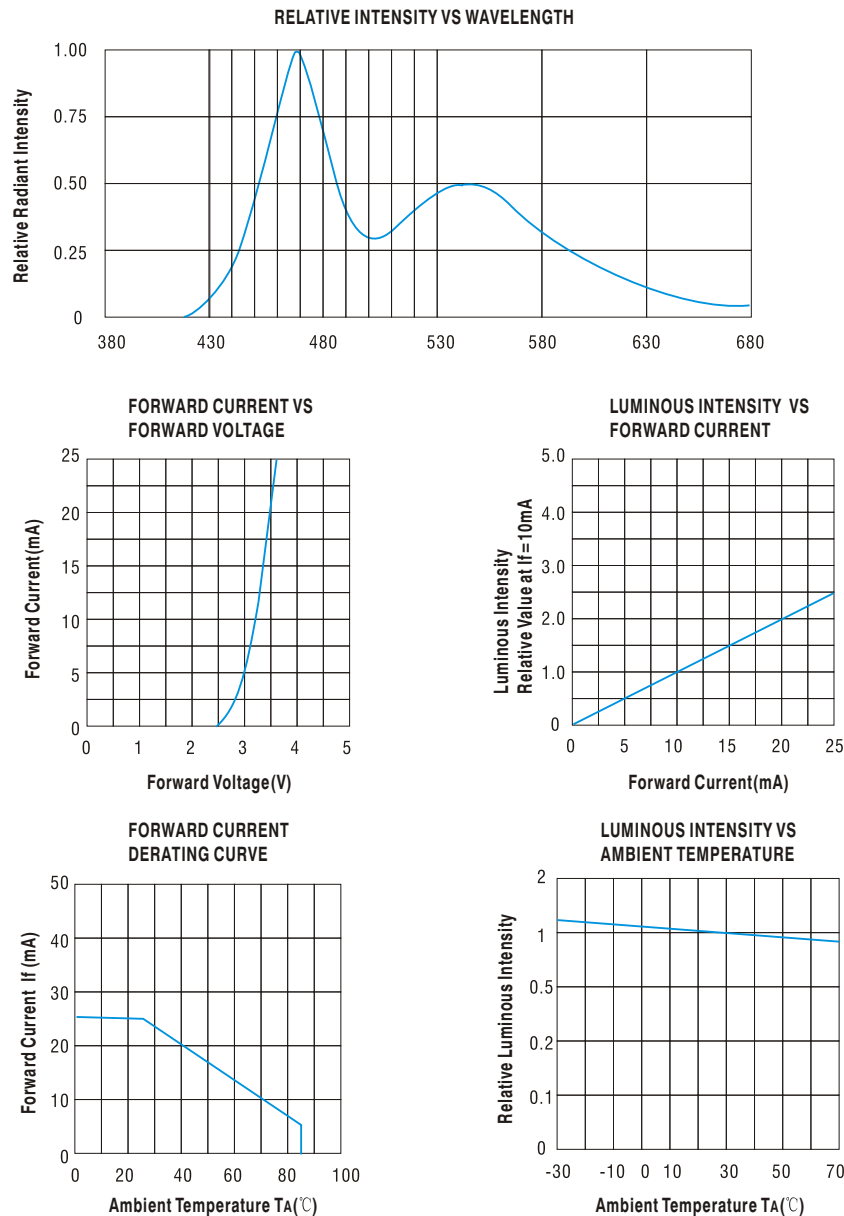 RELATIVE INTENSITY VS WAVELENGTH
Relative Radiant Intensity
1.00
0.75
0.50
0.25
0
380 430 480 530 580 630 680
FORWARD CURRENT VS
FORWARD VOLTAGE
Forward Current(mA)
25
20
15
10
5
0
0 1 2 3 4 5
Forward Voltage(V)
LUMINOUS INTENSITY VS
FORWARD CURRENT
Luminous Intensity
Relative Value at If=10mA
5.0
4.0
3.0
2.0
1.0
0
0 5 10 15 20 25
Forward Current(mA)
FORWARD CURRENT
DERATING CURVE
Forward Current If (mA)
50
40
30
20
10
0
0 20 40 60 80 100
Ambient Temperature TA(℃)
LUMINOUS INTENSITY VS
AMBIENT TEMPERATURE
Relative Luminous Intensity
2
1
0.5
0.2
0.1
0
-30 -10 0 10 30 50 70
Ambient Temperature TA(℃)